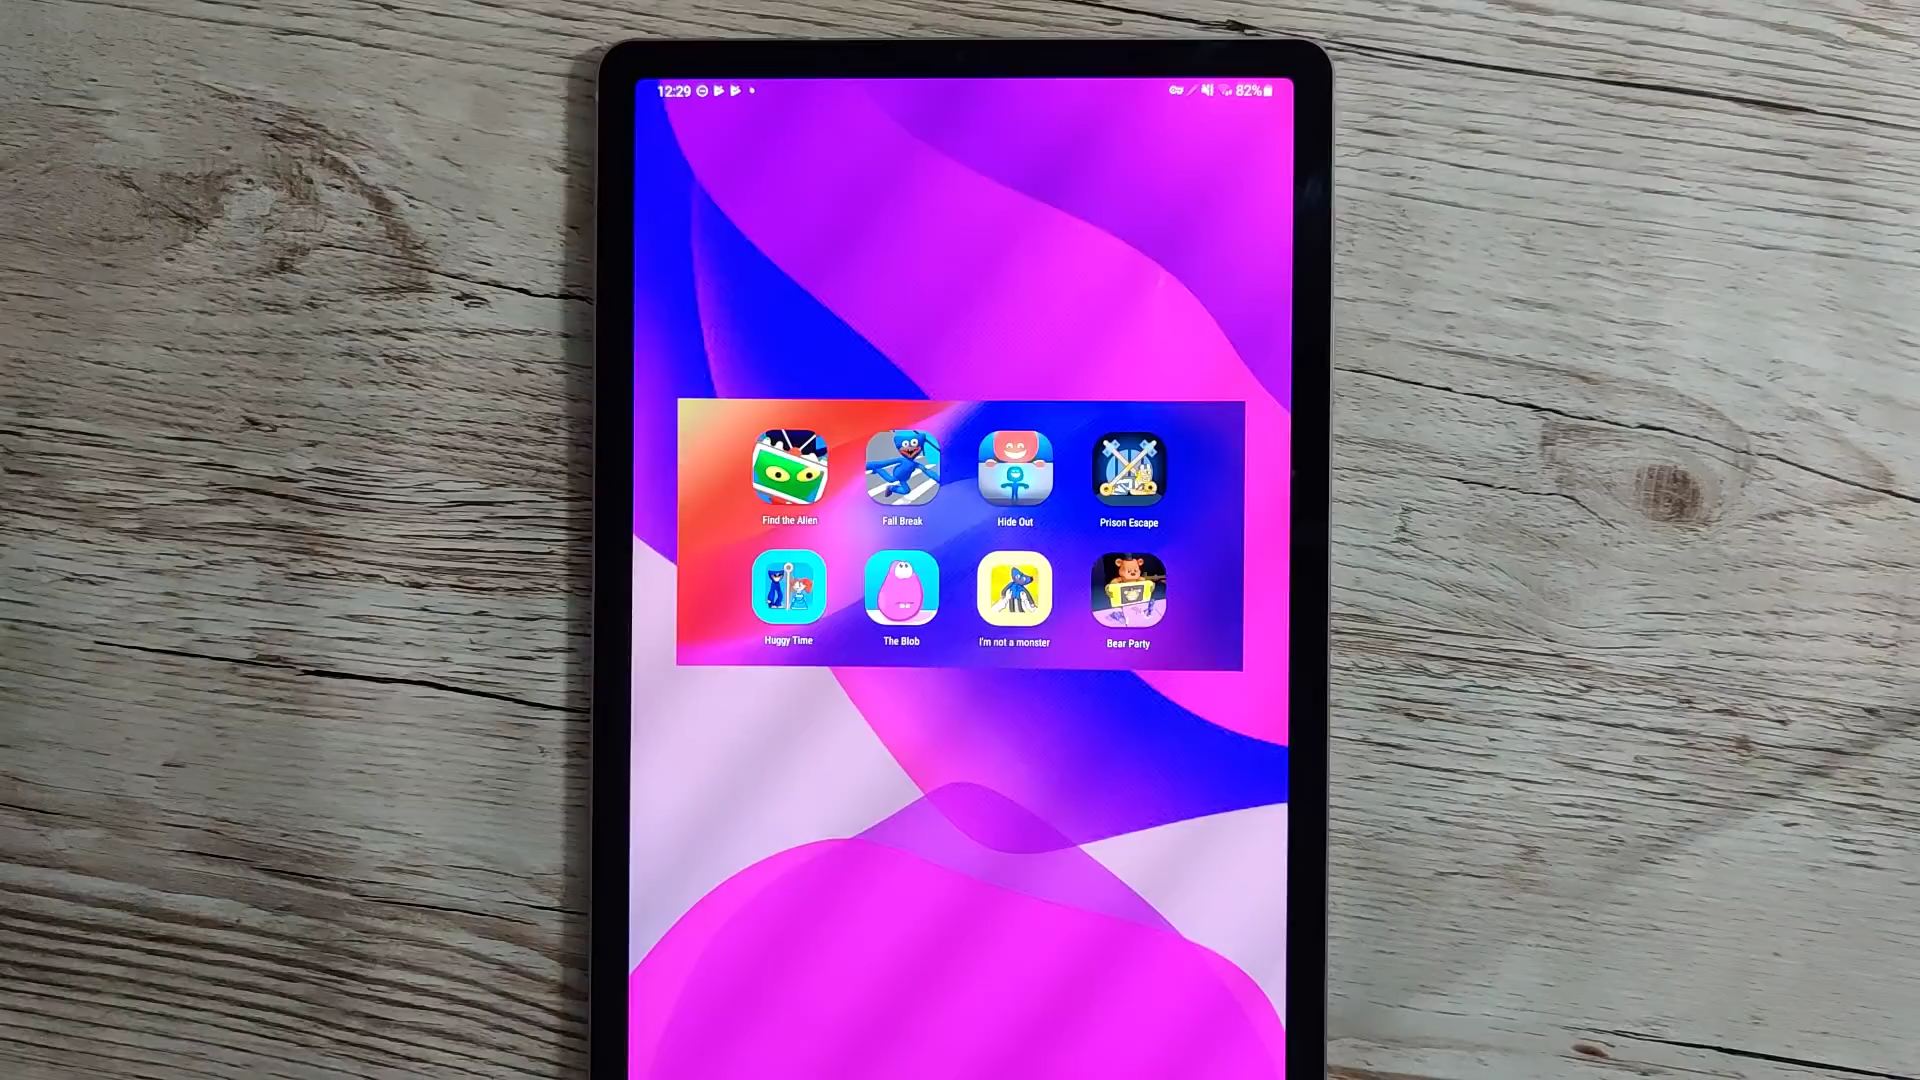 12:29 82%
Find the Alien Fall Break Hide Out Prison Escape
Huggy Time The Blob I'm not a monster Bear Party